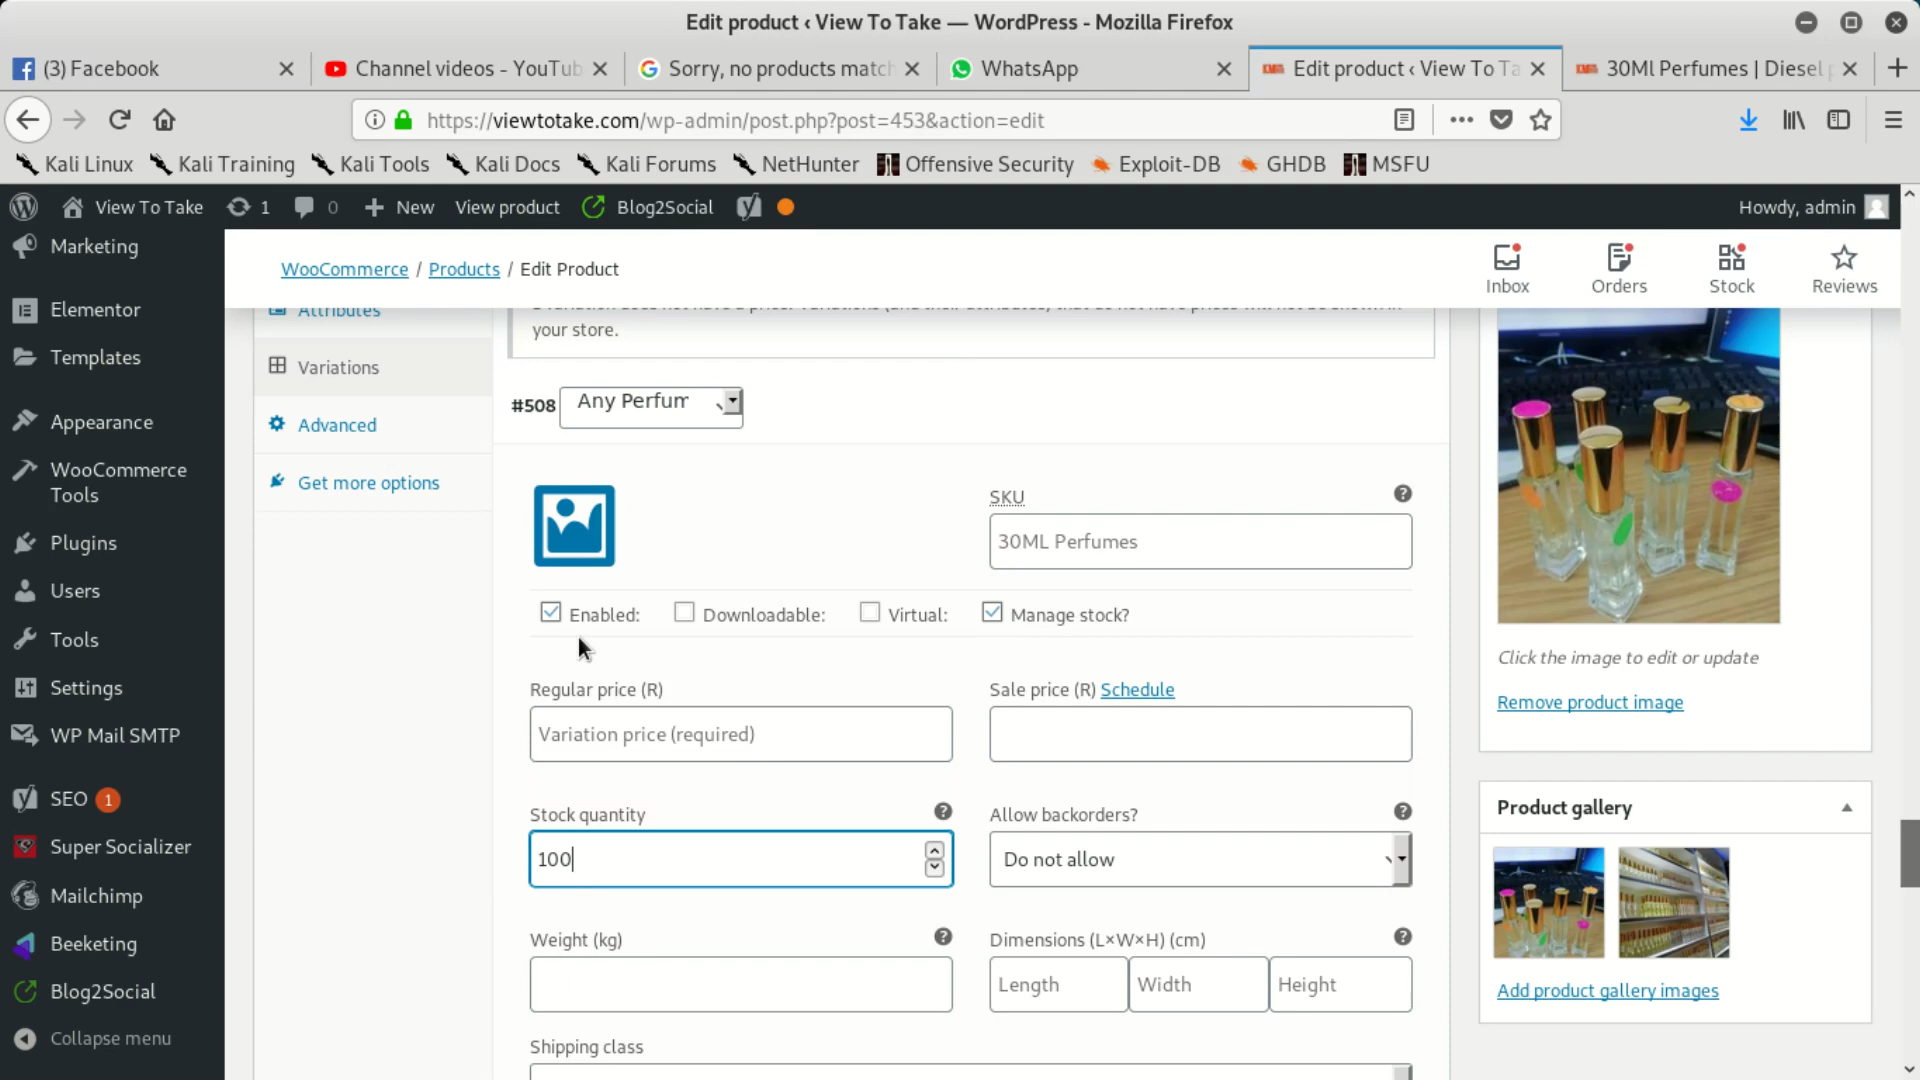 Edit product ‹ View To Take — WordPress - Mozilla Firefox
(3) Facebook
Channel videos - YouTub
Sorry, no products match
WhatsApp
Edit product ‹ View To Ta
30Ml Perfumes | Diesel
https://viewtotake.com/wp-admin/post.php?post=453&action=edit
Kali Linux
Kali Training
Kali Tools
Kali Docs
Kali Forums
NetHunter
Offensive Security
Exploit-DB
GHDB
MSFU
View To Take
1
0
New
View product
Blog2Social
Howdy, admin
Marketing
Elementor
Templates
Appearance
WooCommerce
Tools
Plugins
Users
Tools
Settings
WP Mail SMTP
SEO 1
Super Socializer
Mailchimp
Beeketing
Blog2Social
Collapse menu
WooCommerce / Products / Edit Product
Inbox
Orders
Stock
Reviews
Attributes
Variations
Advanced
Get more options
your store.
#508
Any Perfum
SKU
30ML Perfumes
Enabled:
Downloadable:
Virtual:
Manage stock?
Regular price (R)
Variation price (required)
Sale price (R) Schedule
Stock quantity
100
Allow backorders?
Do not allow
Weight (kg)
Dimensions (L×W×H) (cm)
Length
Width
Height
Shipping class
Click the image to edit or update
Remove product image
Product gallery
Add product gallery images